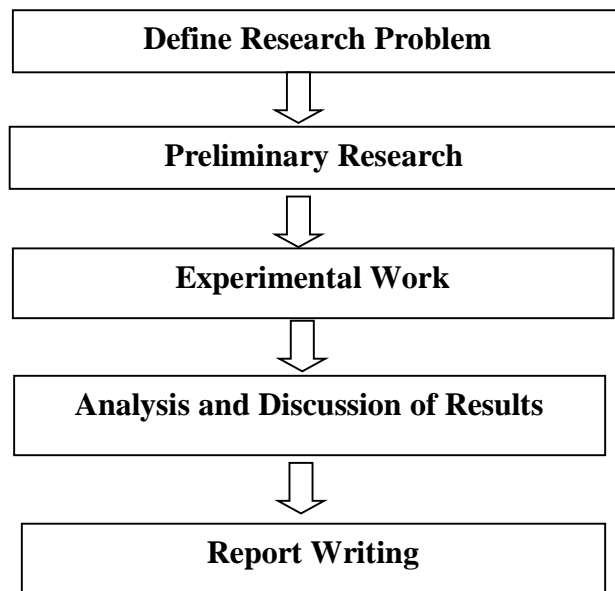 Define Research Problem
Preliminary Research
Experimental Work
Analysis and Discussion of Results
Report Writing